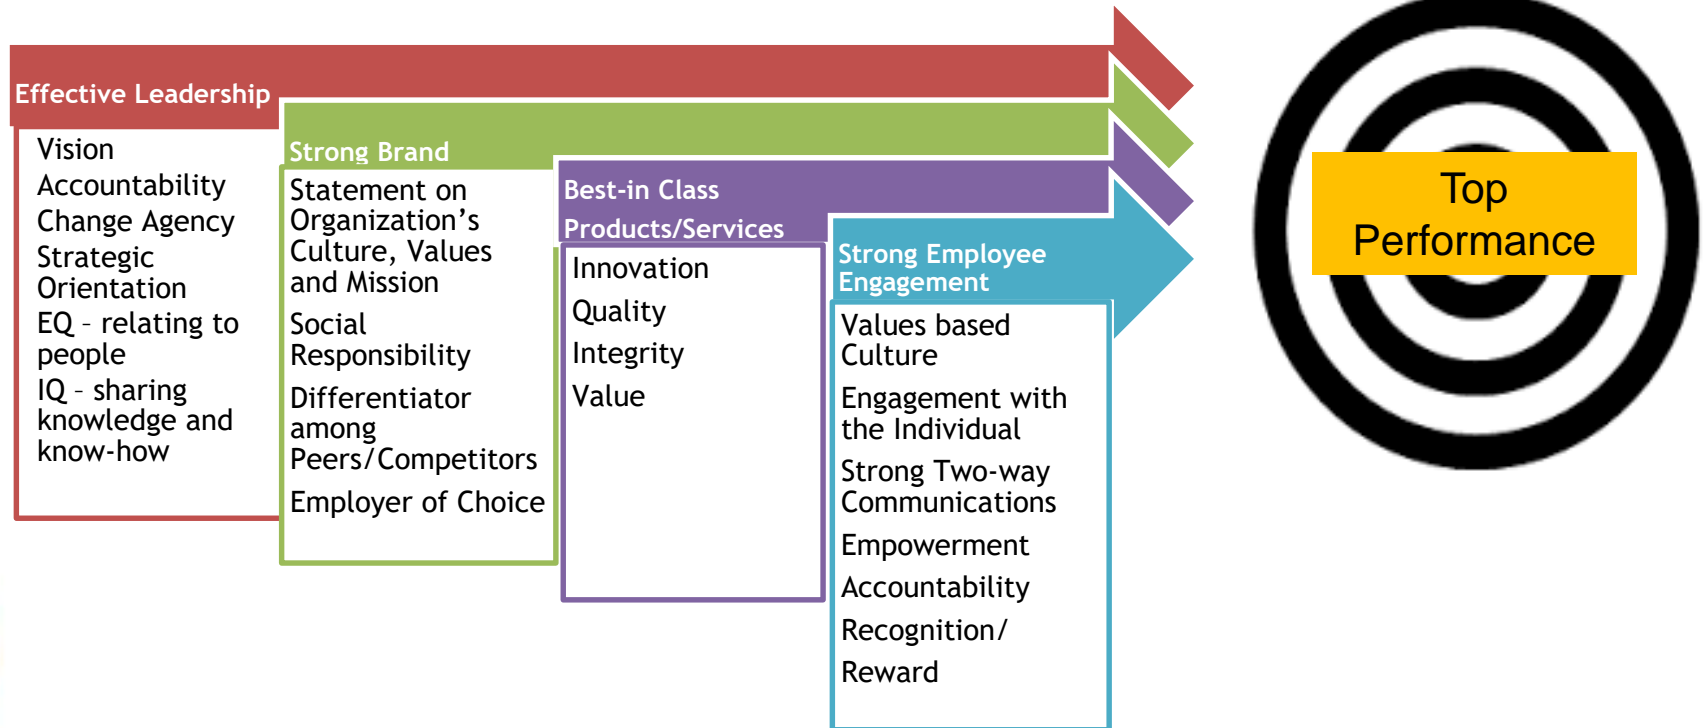 Effective Leadership
Vision
Accountability
Change Agency
Strategic
Orientation
EQ – relating to
people
IQ – sharing
knowledge and
know-how
Strong Brand
Statement on
Organization’s
Culture, Values
and Mission
Social
Responsibility
Differentiator
among
Peers/Competitors
Employer of Choice
Best-in Class
Products/Services
Innovation
Quality
Integrity
Value
Strong Employee
Engagement
Values based
Culture
Engagement with
the Individual
Strong Two-way
Communications
Empowerment
Accountability
Recognition/
Reward
Top
Performance